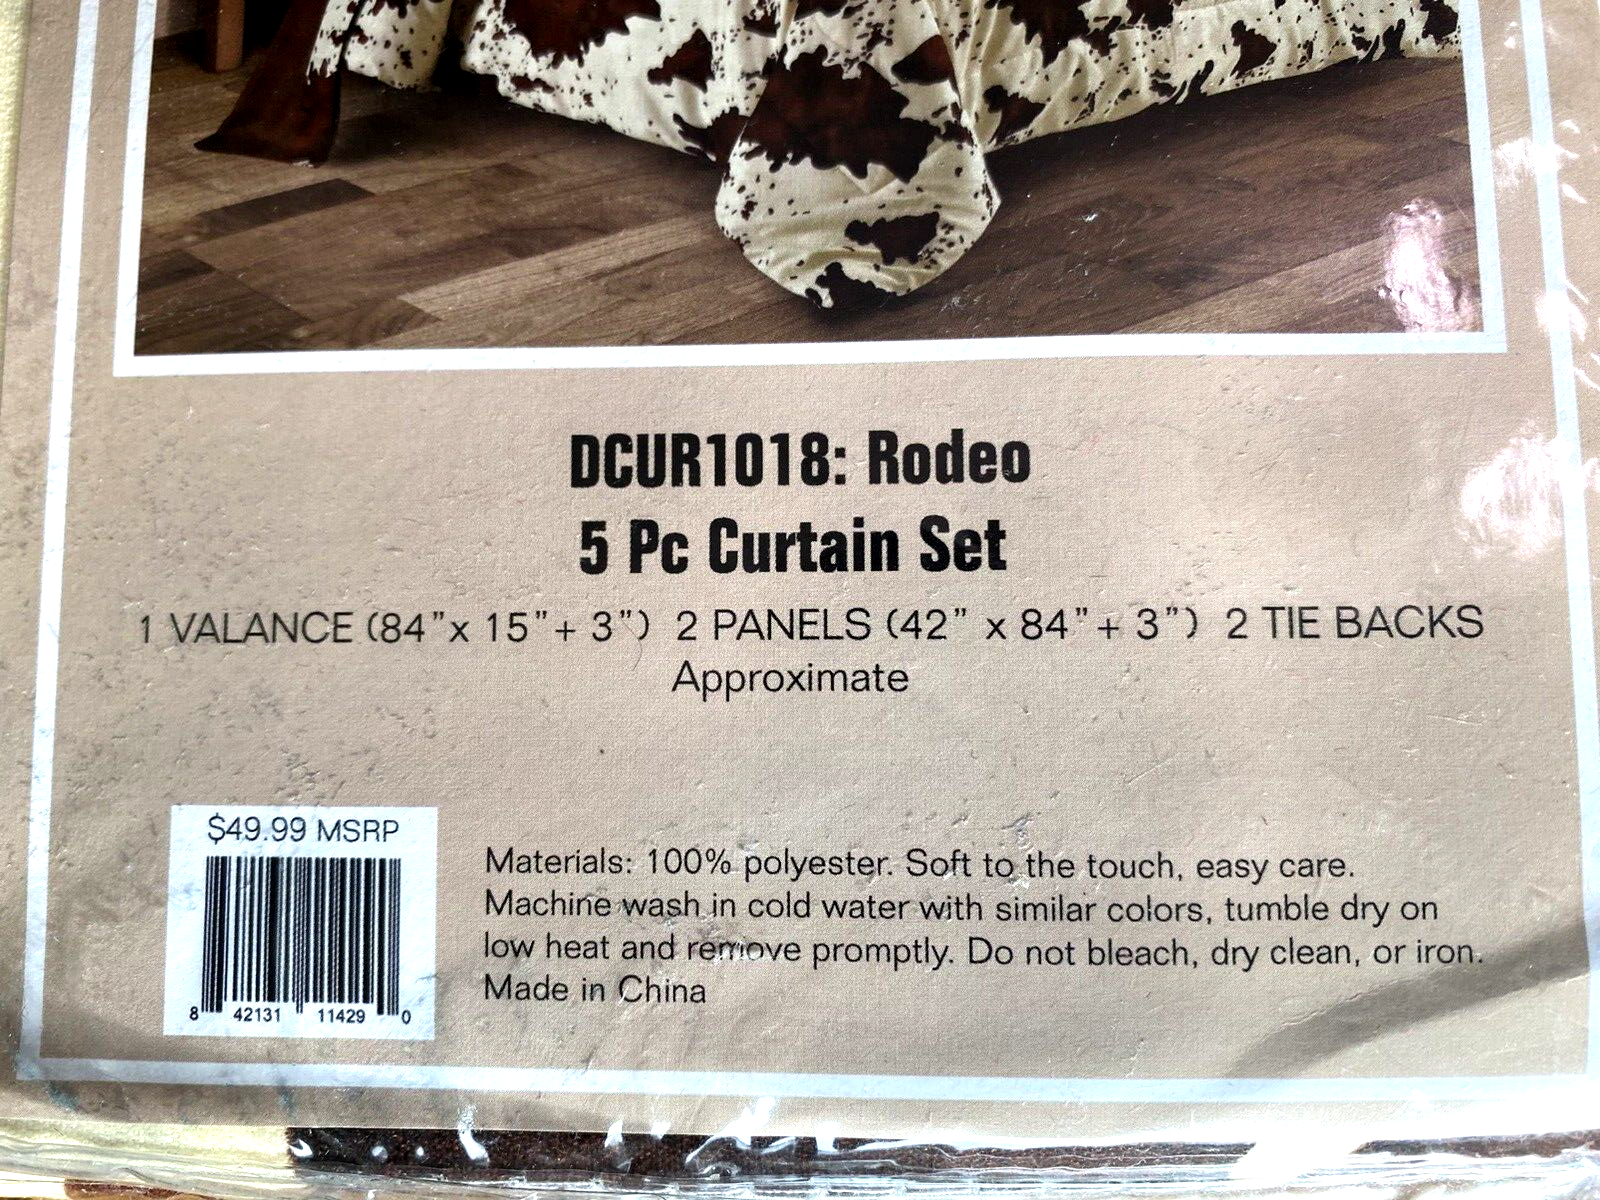 DCUR1018: Rodeo
5 Pc Curtain Set
1 VALANCE (84”x 15”+ 3”) 2 PANELS (42” x 84”+ 3”) 2 TIE BACKS
Approximate
$49.99 MSRP
8 42131 11429 0
Materials: 100% polyester. Soft to the touch, easy care.
Machine wash in cold water with similar colors, tumble dry on
low heat and remove promptly. Do not bleach, dry clean, or iron.
Made in China